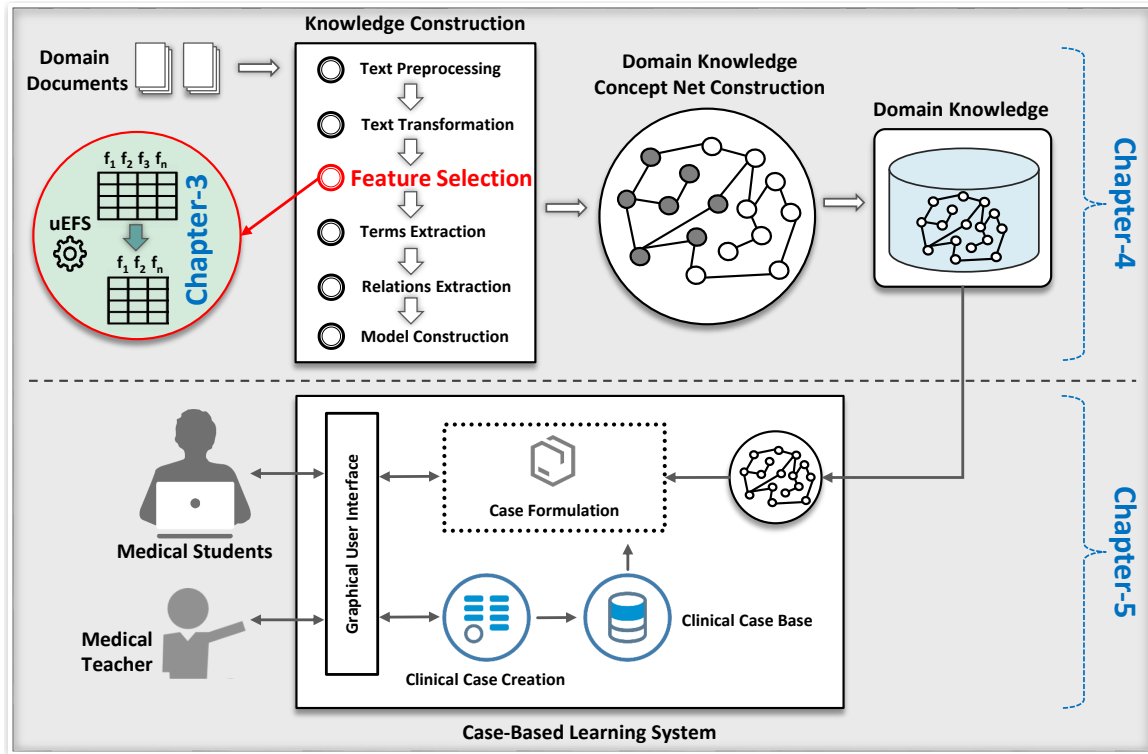 Knowledge Construction
Domain
Documents
Text Preprocessing
Text Transformation
Feature Selection
Terms Extraction
Relations Extraction
Model Construction
f1 f2 f3 fn
uEFS
f1 f2 fn
Chapter-3
Domain Knowledge
Concept Net Construction
Domain Knowledge
Chapter-4
Medical Students
Medical
Teacher
Graphical User Interface
Case Formulation
Clinical Case Creation
Clinical Case Base
Case-Based Learning System
Chapter-5